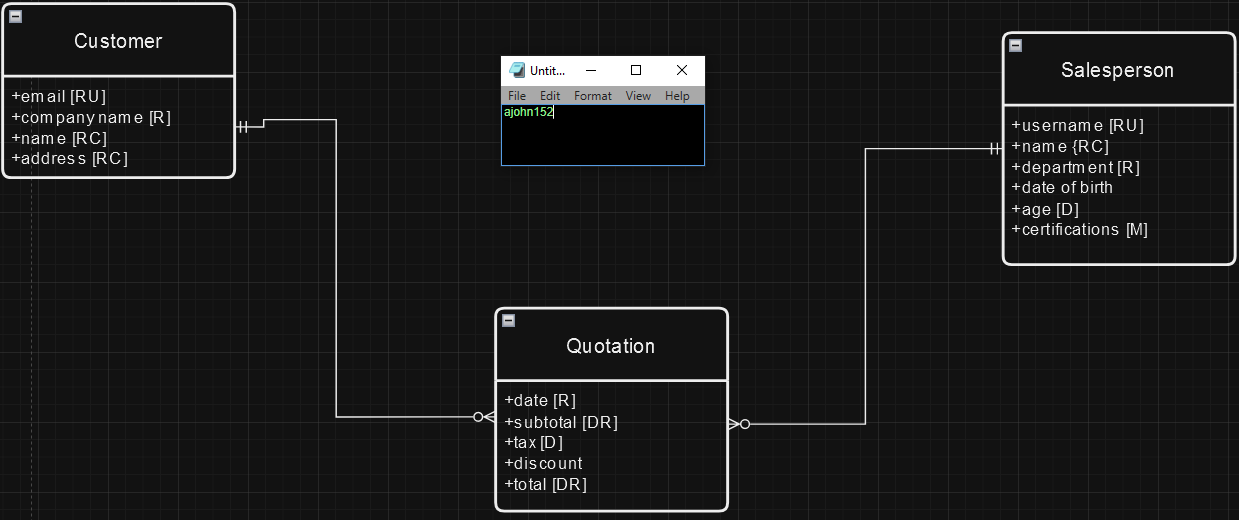 Customer
+email [RU]
+company name [R]
+name [RC]
+address [RC]
Untit...
File Edit Format View Help
ajohn152
Salesperson
+username [RU]
+name {RC]
+department [R]
+date of birth
+age [D]
+certifications [M]
Quotation
+date [R]
+subtotal [DR]
+tax [D]
+discount
+total [DR]